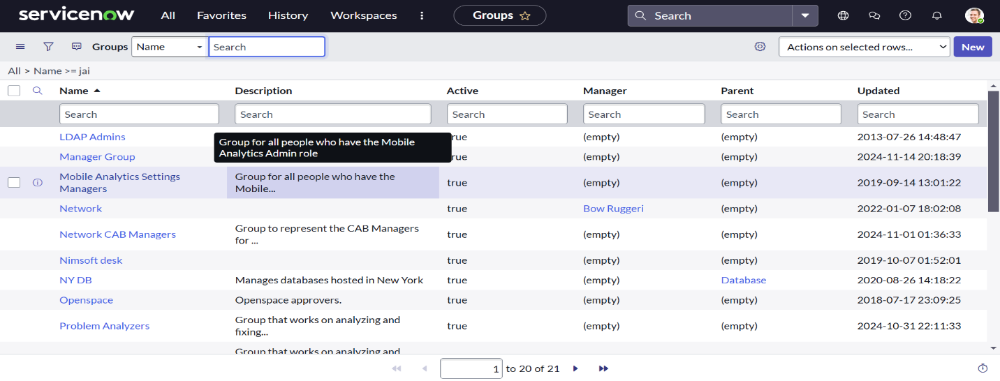 servicenow All Favorites History Workspaces Groups Search
Groups Name Search Actions on selected rows... New
All > Name >= jai
Name Description Active Manager Parent Updated
Search Search Search Search Search Search
LDAP Admins (empty) (empty) 2013-07-26 14:48:47
Group for all people who have the Mobile
Analytics Admin role
Manager Group (empty) (empty) 2024-11-14 20:18:39
Mobile Analytics Settings
Managers
Group for all people who have the
Mobile...
true (empty) (empty) 2019-09-14 13:01:22
Network true Bow Ruggeri (empty) 2022-01-07 18:02:08
Network CAB Managers
Group to represent the CAB Managers
for ...
true (empty) (empty) 2024-11-01 01:36:33
Nimsoft desk true (empty) (empty) 2019-10-07 01:52:01
NY DB Manages databases hosted in New York true (empty) Database 2020-08-26 14:18:22
Openspace Openspace approvers. true (empty) (empty) 2018-07-17 23:09:25
Problem Analyzers
Group that works on analyzing and
fixing...
true (empty) (empty) 2024-10-31 22:11:33
Group that works on analyzing and
1 to 20 of 21